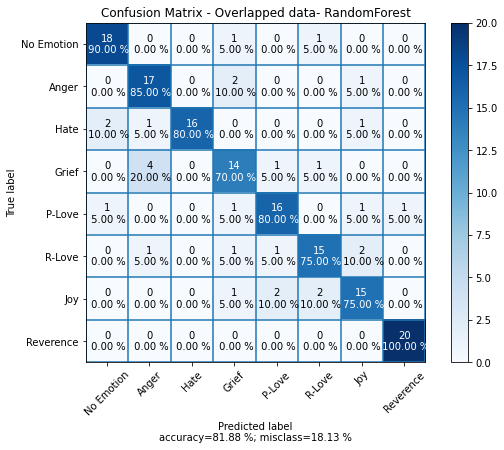 Confusion Matrix - Overlapped data- RandomForest
No Emotion 18 0 0 1 0 1 0 0
90.00 % 0.00 % 0.00 % 5.00 % 0.00 % 5.00 % 0.00 % 0.00 %
Anger 0 17 0 2 0 0 1 0
0.00 % 85.00 % 0.00 % 10.00 % 0.00 % 0.00 % 5.00 % 0.00 %
Hate 2 1 16 0 0 0 1 0
10.00 % 5.00 % 80.00 % 0.00 % 0.00 % 0.00 % 5.00 % 0.00 %
Grief 0 4 0 14 1 1 0 0
0.00 % 20.00 % 0.00 % 70.00 % 5.00 % 5.00 % 0.00 % 0.00 %
P-Love 1 0 0 1 16 0 1 1
5.00 % 0.00 % 0.00 % 5.00 % 80.00 % 0.00 % 5.00 % 5.00 %
R-Love 0 1 0 1 1 15 2 0
0.00 % 5.00 % 0.00 % 5.00 % 5.00 % 75.00 % 10.00 % 0.00 %
Joy 0 0 0 1 2 2 15 0
0.00 % 0.00 % 0.00 % 5.00 % 10.00 % 10.00 % 75.00 % 0.00 %
Reverence 0 0 0 0 0 0 0 20
0.00 % 0.00 % 0.00 % 0.00 % 0.00 % 0.00 % 0.00 % 100.00 %
True label
No Emotion Anger Hate Grief P-Love R-Love Joy Reverence
Predicted label
accuracy=81.88 %; misclass=18.13 %
20.0
17.5
15.0
12.5
10.0
7.5
5.0
2.5
0.0